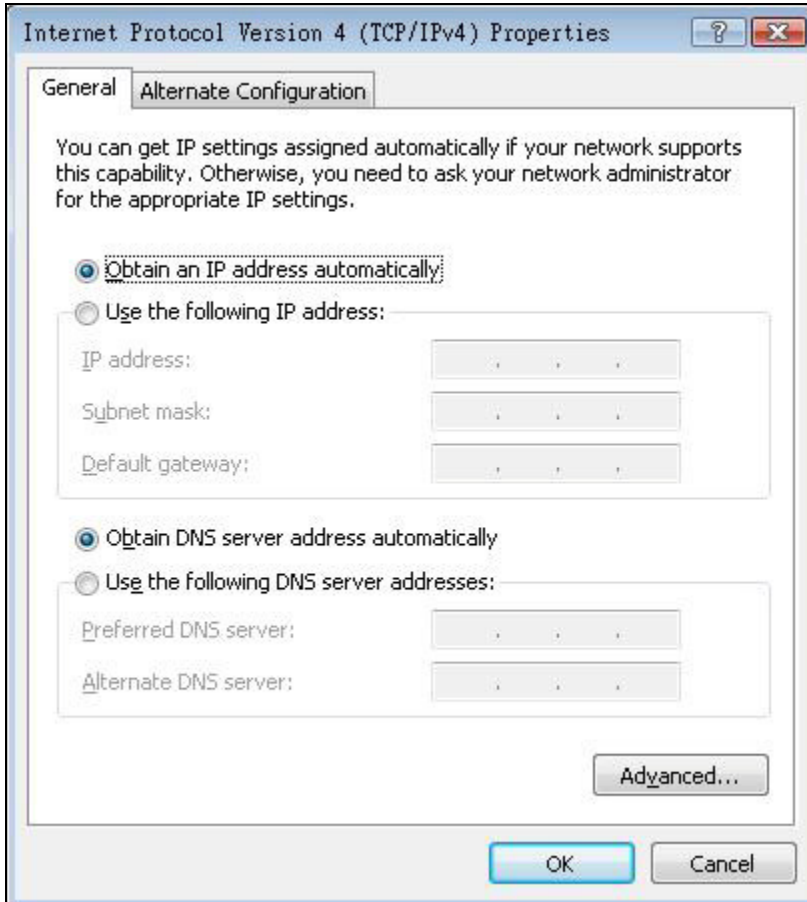 Internet Protocol Version 4 (TCP/IPv4) Properties
General
Alternate Configuration
You can get IP settings assigned automatically if your network supports
this capability. Otherwise, you need to ask your network administrator
for the appropriate IP settings.
Obtain an IP address automatically
Use the following IP address:
IP address:
Subnet mask:
Default gateway:
Obtain DNS server address automatically
Use the following DNS server addresses:
Preferred DNS server:
Alternate DNS server:
Advanced...
OK
Cancel